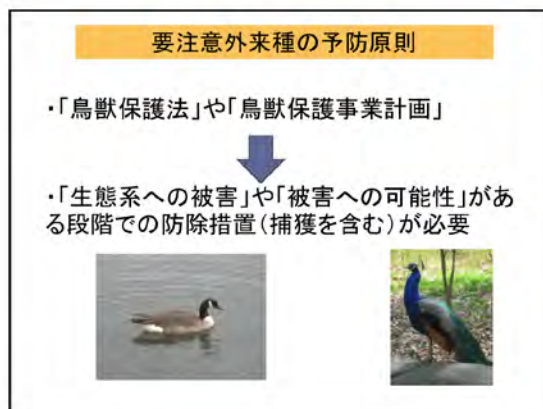 要注意外来種の予防原則
・「鳥獣保護法」や「鳥獣保護事業計画」
・「生態系への被害」や「被害への可能性」があ
る段階での防除措置(捕獲を含む)が必要